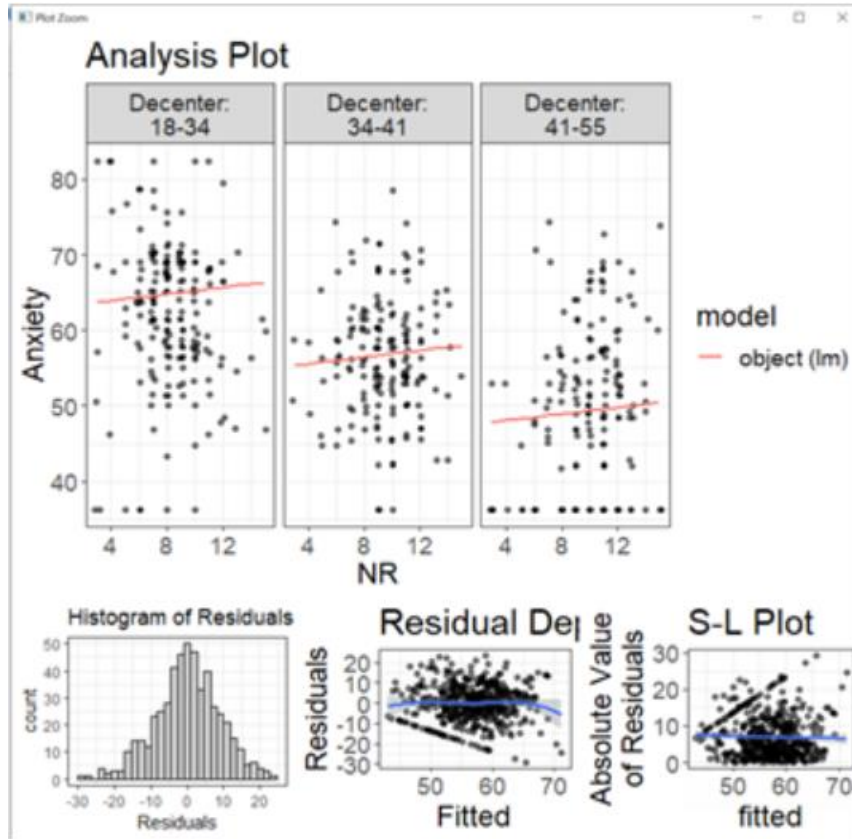 Plot Zoom
Analysis Plot
Decenter:
18-34
Decenter:
34-41
Decenter:
41-55
80
70
60
50
40
Anxiety
4 8 12
4 8 12
4 8 12
NR
model
object (lm)
Histogram of Residuals
50
40
30
20
10
0
count
-30 -20 -10 0 10 20
Residuals
Residual Dep
20
10
0
-10
-20
-30
Residuals
50 60 70
Fitted
S-L Plot
30
20
10
0
Absolute Value
of Residuals
50 60 70
fitted